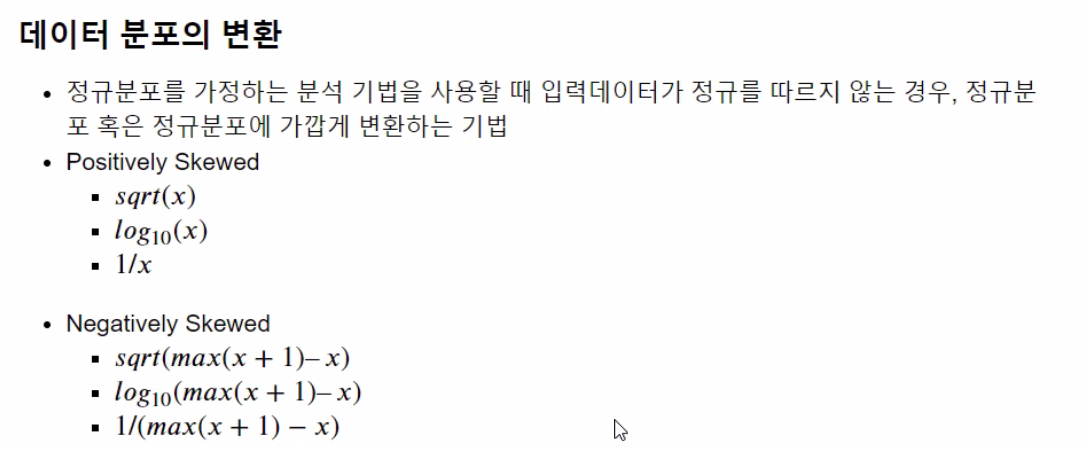 데이터 분포의 변환
• 정규분포를 가정하는 분석 기법을 사용할 때 입력데이터가 정규를 따르지 않는 경우, 정규분
포 혹은 정규분포에 가깝게 변환하는 기법
• Positively Skewed
▪ sqrt(x)
▪ log₁₀(x)
▪ 1/x
• Negatively Skewed
▪ sqrt(max(x + 1)– x)
▪ log₁₀(max(x + 1)– x)
▪ 1/(max(x + 1) − x)